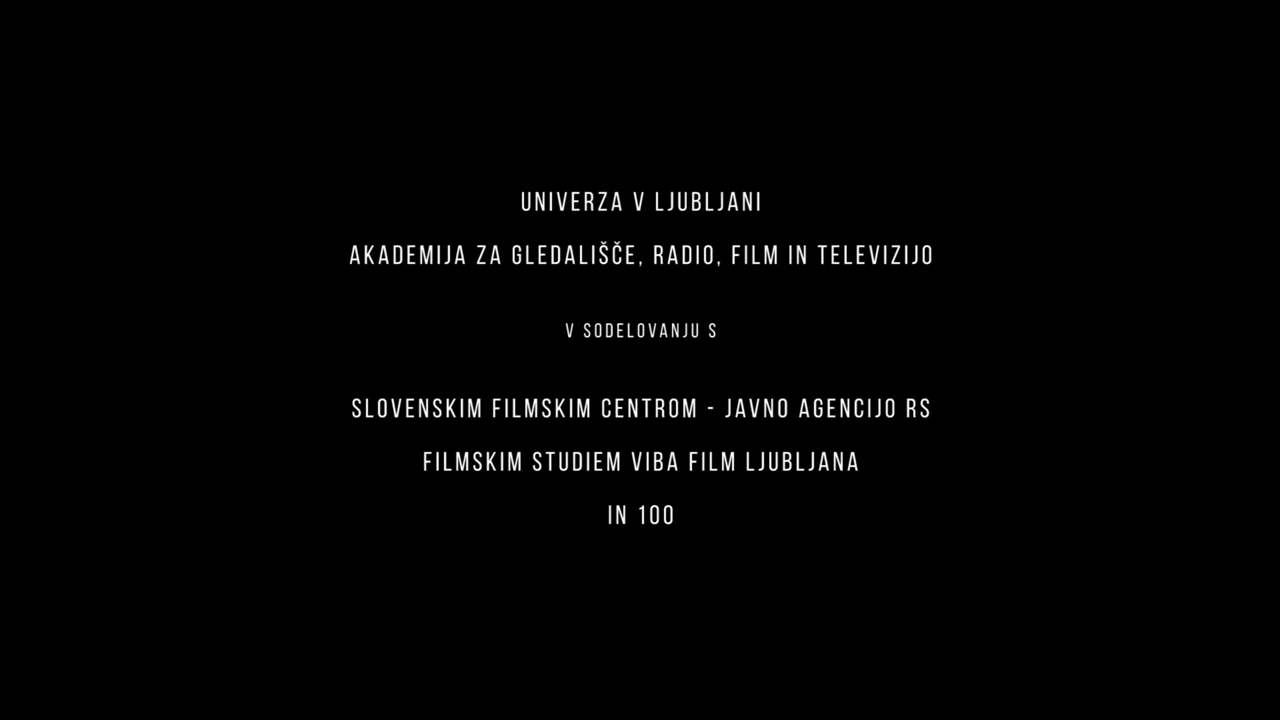 UNIVERZA V LJUBLJANI
AKADEMIJA ZA GLEDALIŠČE, RADIO, FILM IN TELEVIZIJO
V SODELOVANJU S
SLOVENSKIM FILMSKIM CENTROM - JAVNO AGENCIJO RS
FILMSKIM STUDIEM VIBA FILM LJUBLJANA
IN 100